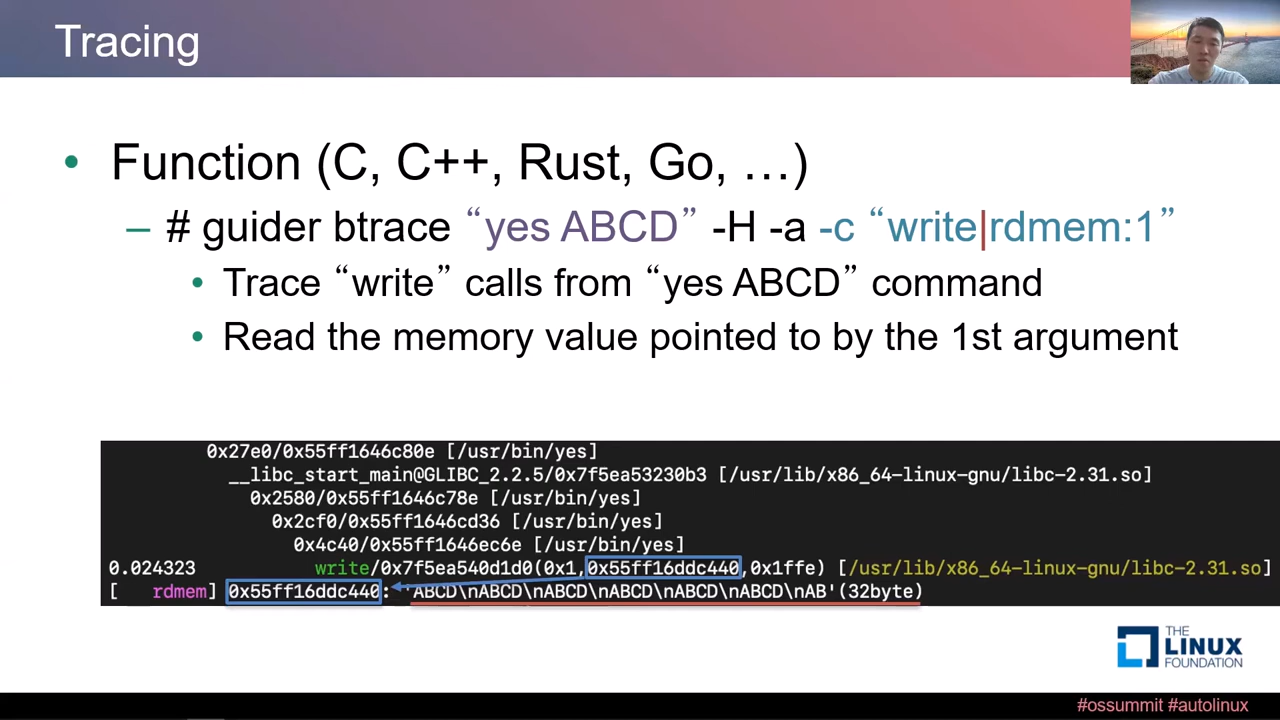 Tracing
• Function (C, C++, Rust, Go, …)
– # guider btrace “yes ABCD” -H -a -c “write|rdmem:1”
• Trace “write” calls from “yes ABCD” command
• Read the memory value pointed to by the 1st argument
0x27e0/0x55ff1646c80e [/usr/bin/yes]
__libc_start_main@GLIBC_2.2.5/0x7f5ea53230b3 [/usr/lib/x86_64-linux-gnu/libc-2.31.so]
0x2580/0x55ff1646c78e [/usr/bin/yes]
0x2cf0/0x55ff1646cd36 [/usr/bin/yes]
0x4c40/0x55ff1646ec6e [/usr/bin/yes]
0.024323 write/0x7f5ea540d1d0(0x1,0x55ff16ddc440,0x1ffe) [/usr/lib/x86_64-linux-gnu/libc-2.31.so]
[ rdmem] 0x55ff16ddc440: 'ABCD\nABCD\nABCD\nABCD\nABCD\nABCD\nAB'(32byte)
THE
LINUX
FOUNDATION
#ossummit #autolinux